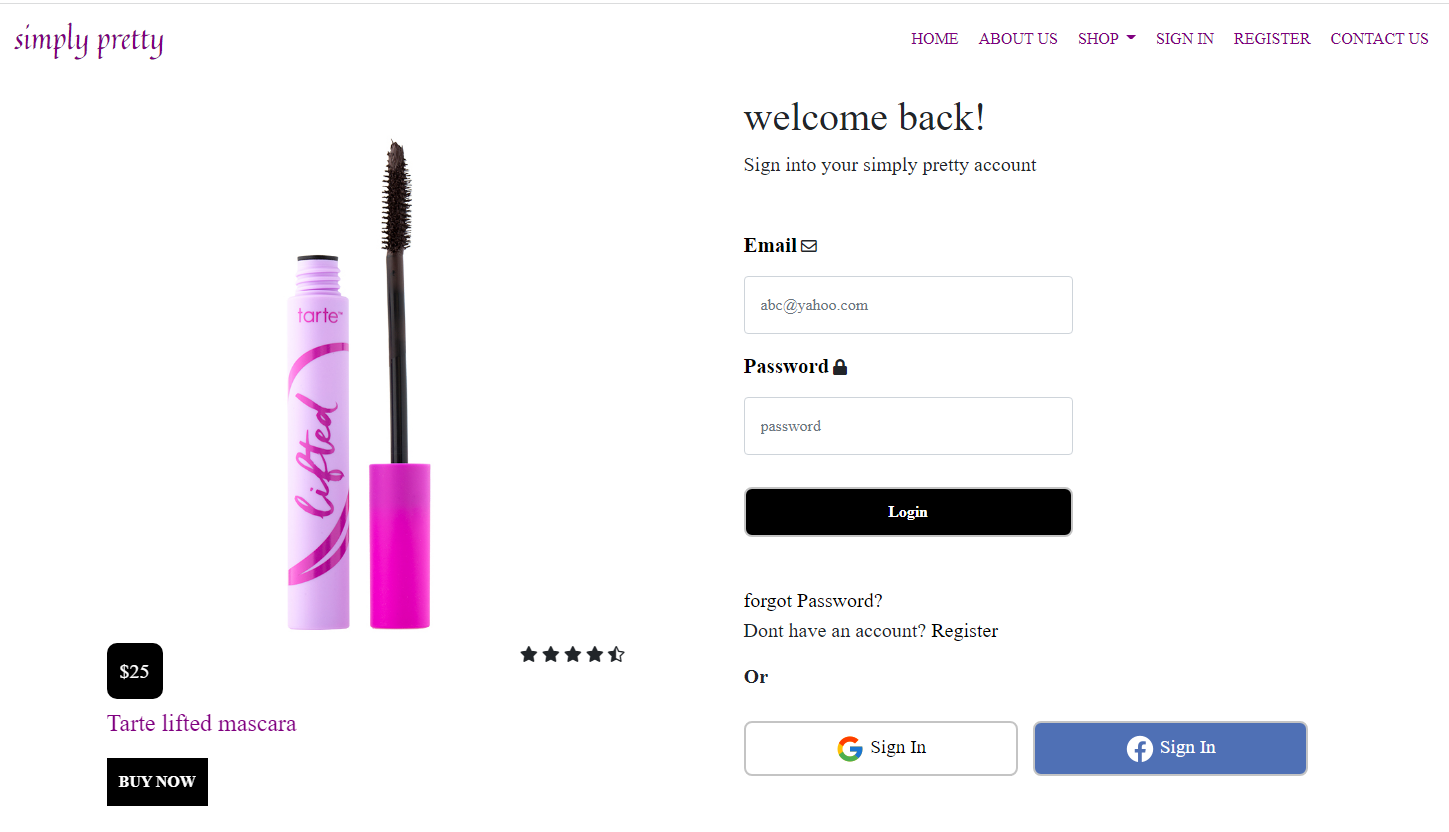 simply pretty
HOME ABOUT US SHOP SIGN IN REGISTER CONTACT US
tarte™
lifted
$25
Tarte lifted mascara
BUY NOW
welcome back!
Sign into your simply pretty account
Email
abc@yahoo.com
Password
password
Login
forgot Password?
Dont have an account? Register
Or
Sign In
Sign In